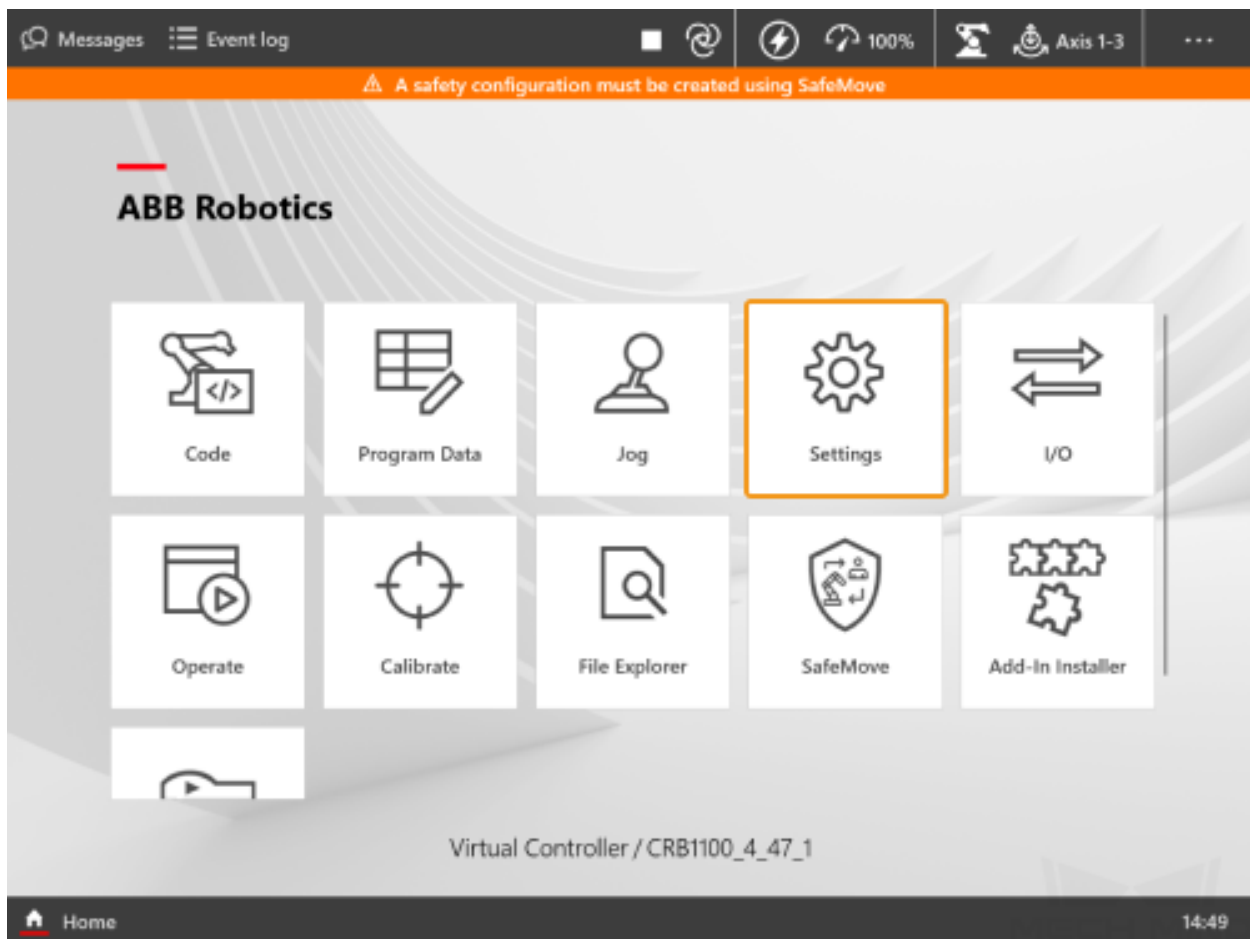 Messages Event log 100% Axis 1-3 ...
A safety configuration must be created using SafeMove
ABB Robotics
Code Program Data Jog Settings I/O
Operate Calibrate File Explorer SafeMove Add-In Installer
Virtual Controller / CRB1100_4_47_1
Home 14:49